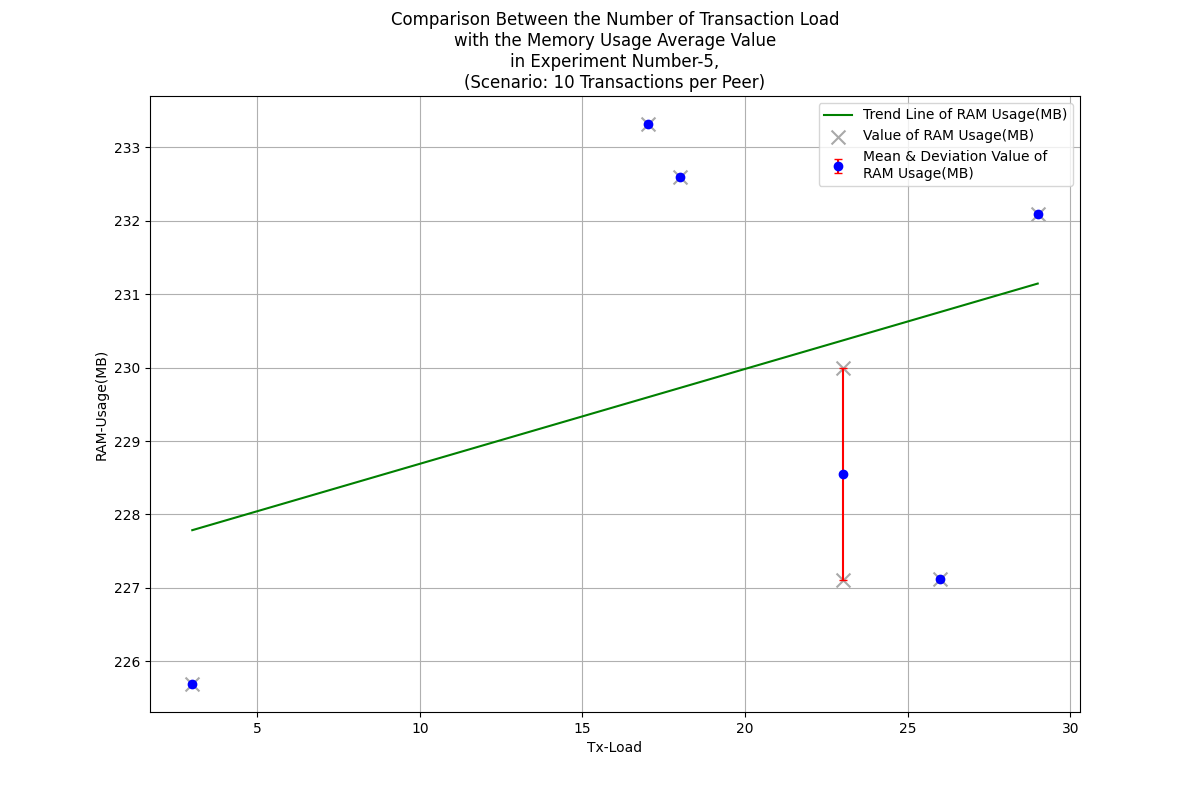 Comparison Between the Number of Transaction Load
with the Memory Usage Average Value
in Experiment Number-5,
(Scenario: 10 Transactions per Peer)
Trend Line of RAM Usage(MB)
Value of RAM Usage(MB)
Mean & Deviation Value of
RAM Usage(MB)
RAM-Usage(MB)
233
232
231
230
229
228
227
226
5 10 15 20 25 30
Tx-Load